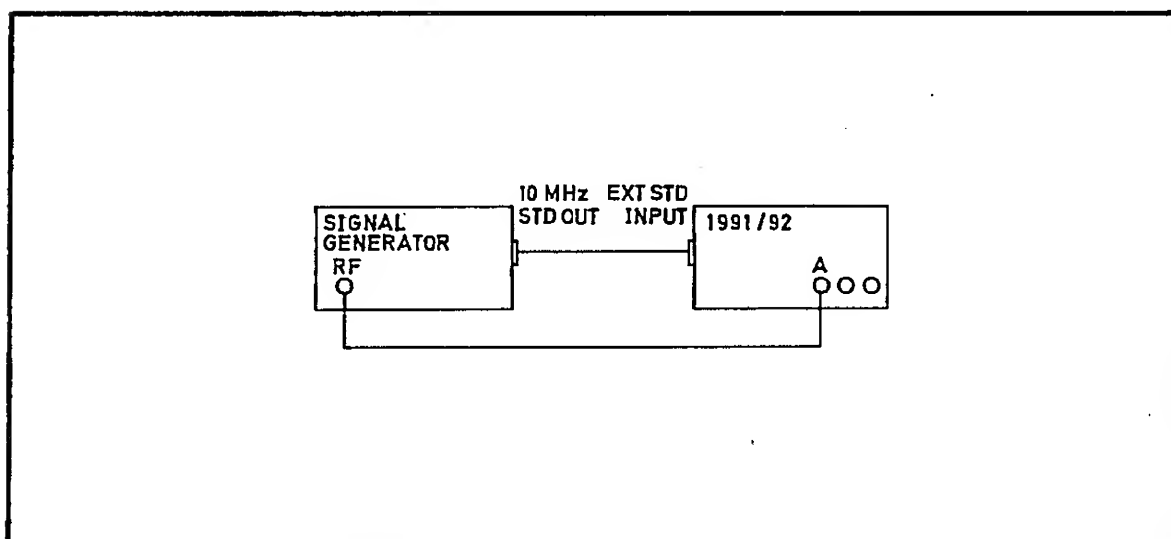 10 MHz EXT STD
STD OUT INPUT
SIGNAL
GENERATOR
RF
1991/92
A